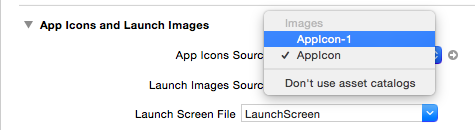 App Icons and Launch Images
Images
AppIcon-1
App Icons Sourc
✓ AppIcon
Launch Images Sourc
Don't use asset catalogs
Launch Screen File LaunchScreen